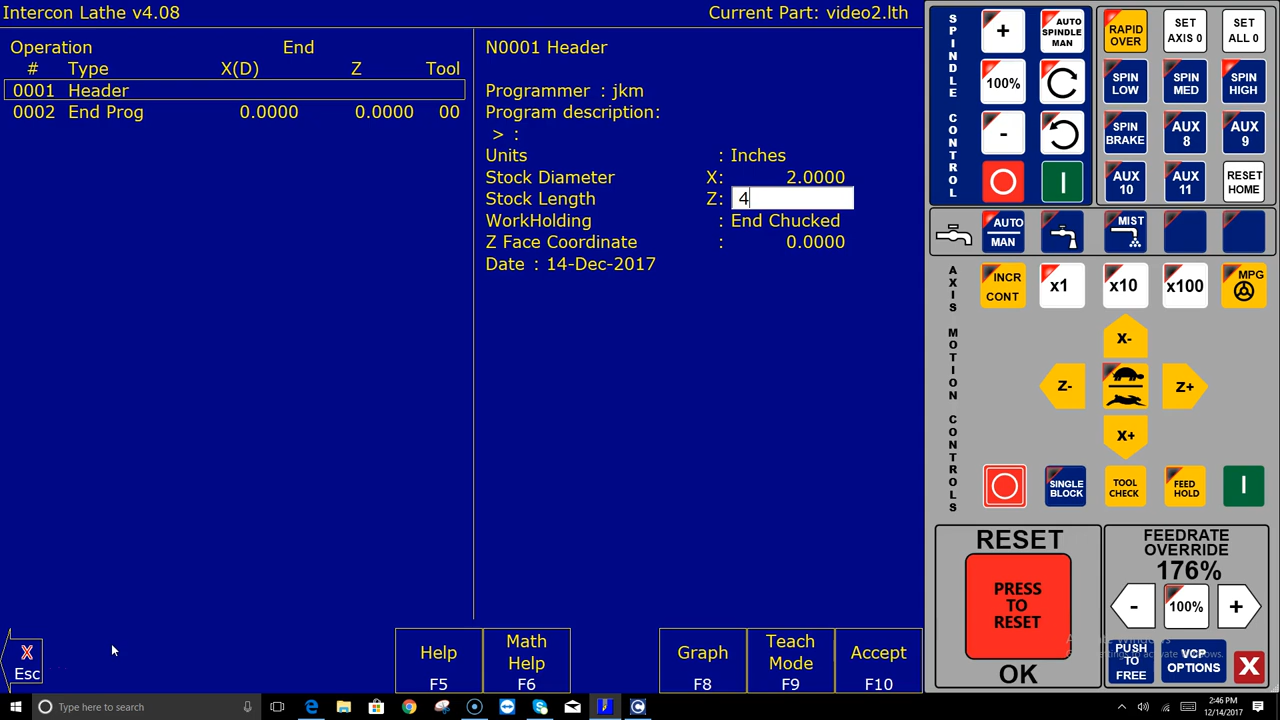 Intercon Lathe v4.08
Current Part: video2.lth
Operation End
# Type X(D) Z Tool
0001 Header
0002 End Prog 0.0000 0.0000 00
N0001 Header
Programmer : jkm
Program description:
> :
Units : Inches
Stock Diameter X: 2.0000
Stock Length Z: 4
WorkHolding : End Chucked
Z Face Coordinate : 0.0000
Date : 14-Dec-2017
X
Esc
Help
F5
Math
Help
F6
Graph
F8
Teach
Mode
F9
Accept
F10
SPINDLE CONTROL
+
AUTO
SPINDLE
MAN
100%
-
RAPID
OVER
SET
AXIS 0
SET
ALL 0
SPIN
LOW
SPIN
MED
SPIN
HIGH
SPIN
BRAKE
AUX
8
AUX
9
AUX
10
AUX
11
RESET
HOME
AUTO
MAN
MIST
AXIS MOTION CONTROLS
INCR
CONT
x1
x10
x100
MPG
X-
Z-
Z+
X+
SINGLE
BLOCK
TOOL
CHECK
FEED
HOLD
RESET
PRESS
TO
RESET
OK
FEEDRATE
OVERRIDE
176%
-
100%
+
PUSH
TO
FREE
VCP
OPTIONS
X
Type here to search
2:46 PM
12/14/2017